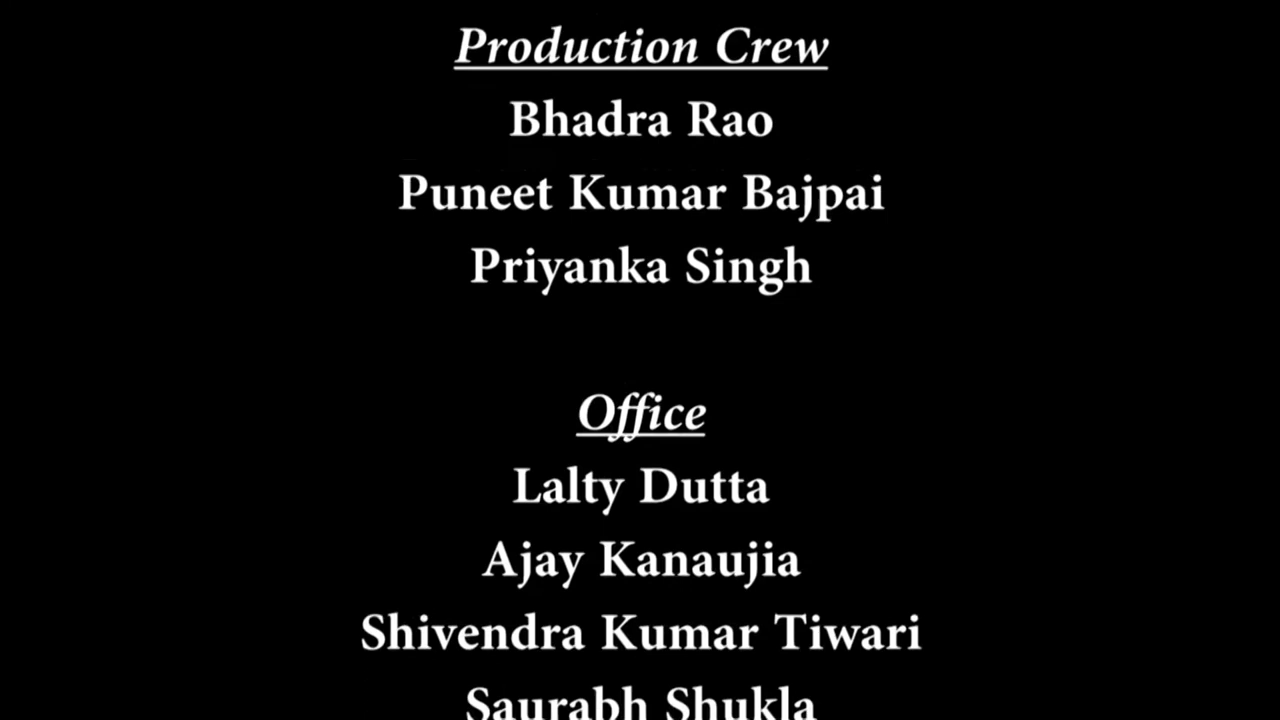 Production Crew
Bhadra Rao
Puneet Kumar Bajpai
Priyanka Singh
Office
Lalty Dutta
Ajay Kanaujia
Shivendra Kumar Tiwari
Saurabh Shukla